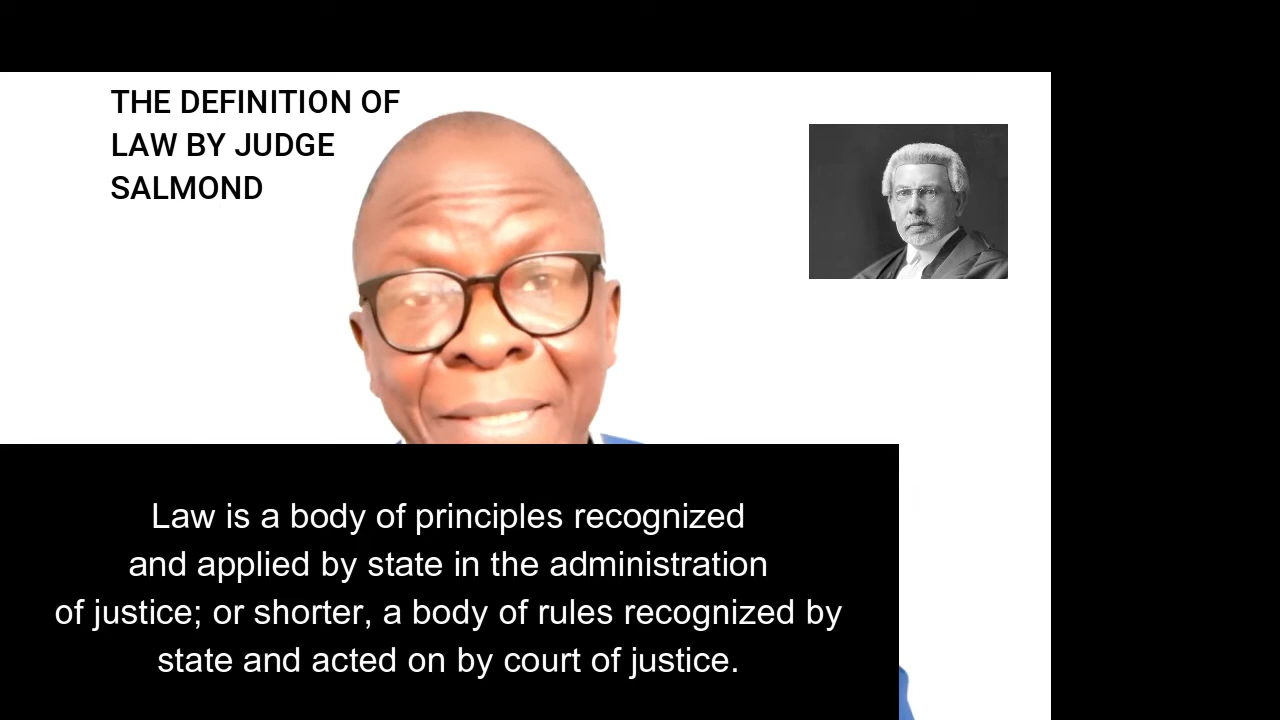 THE DEFINITION OF
LAW BY JUDGE
SALMOND
Law is a body of principles recognized
and applied by state in the administration
of justice; or shorter, a body of rules recognized by
state and acted on by court of justice.